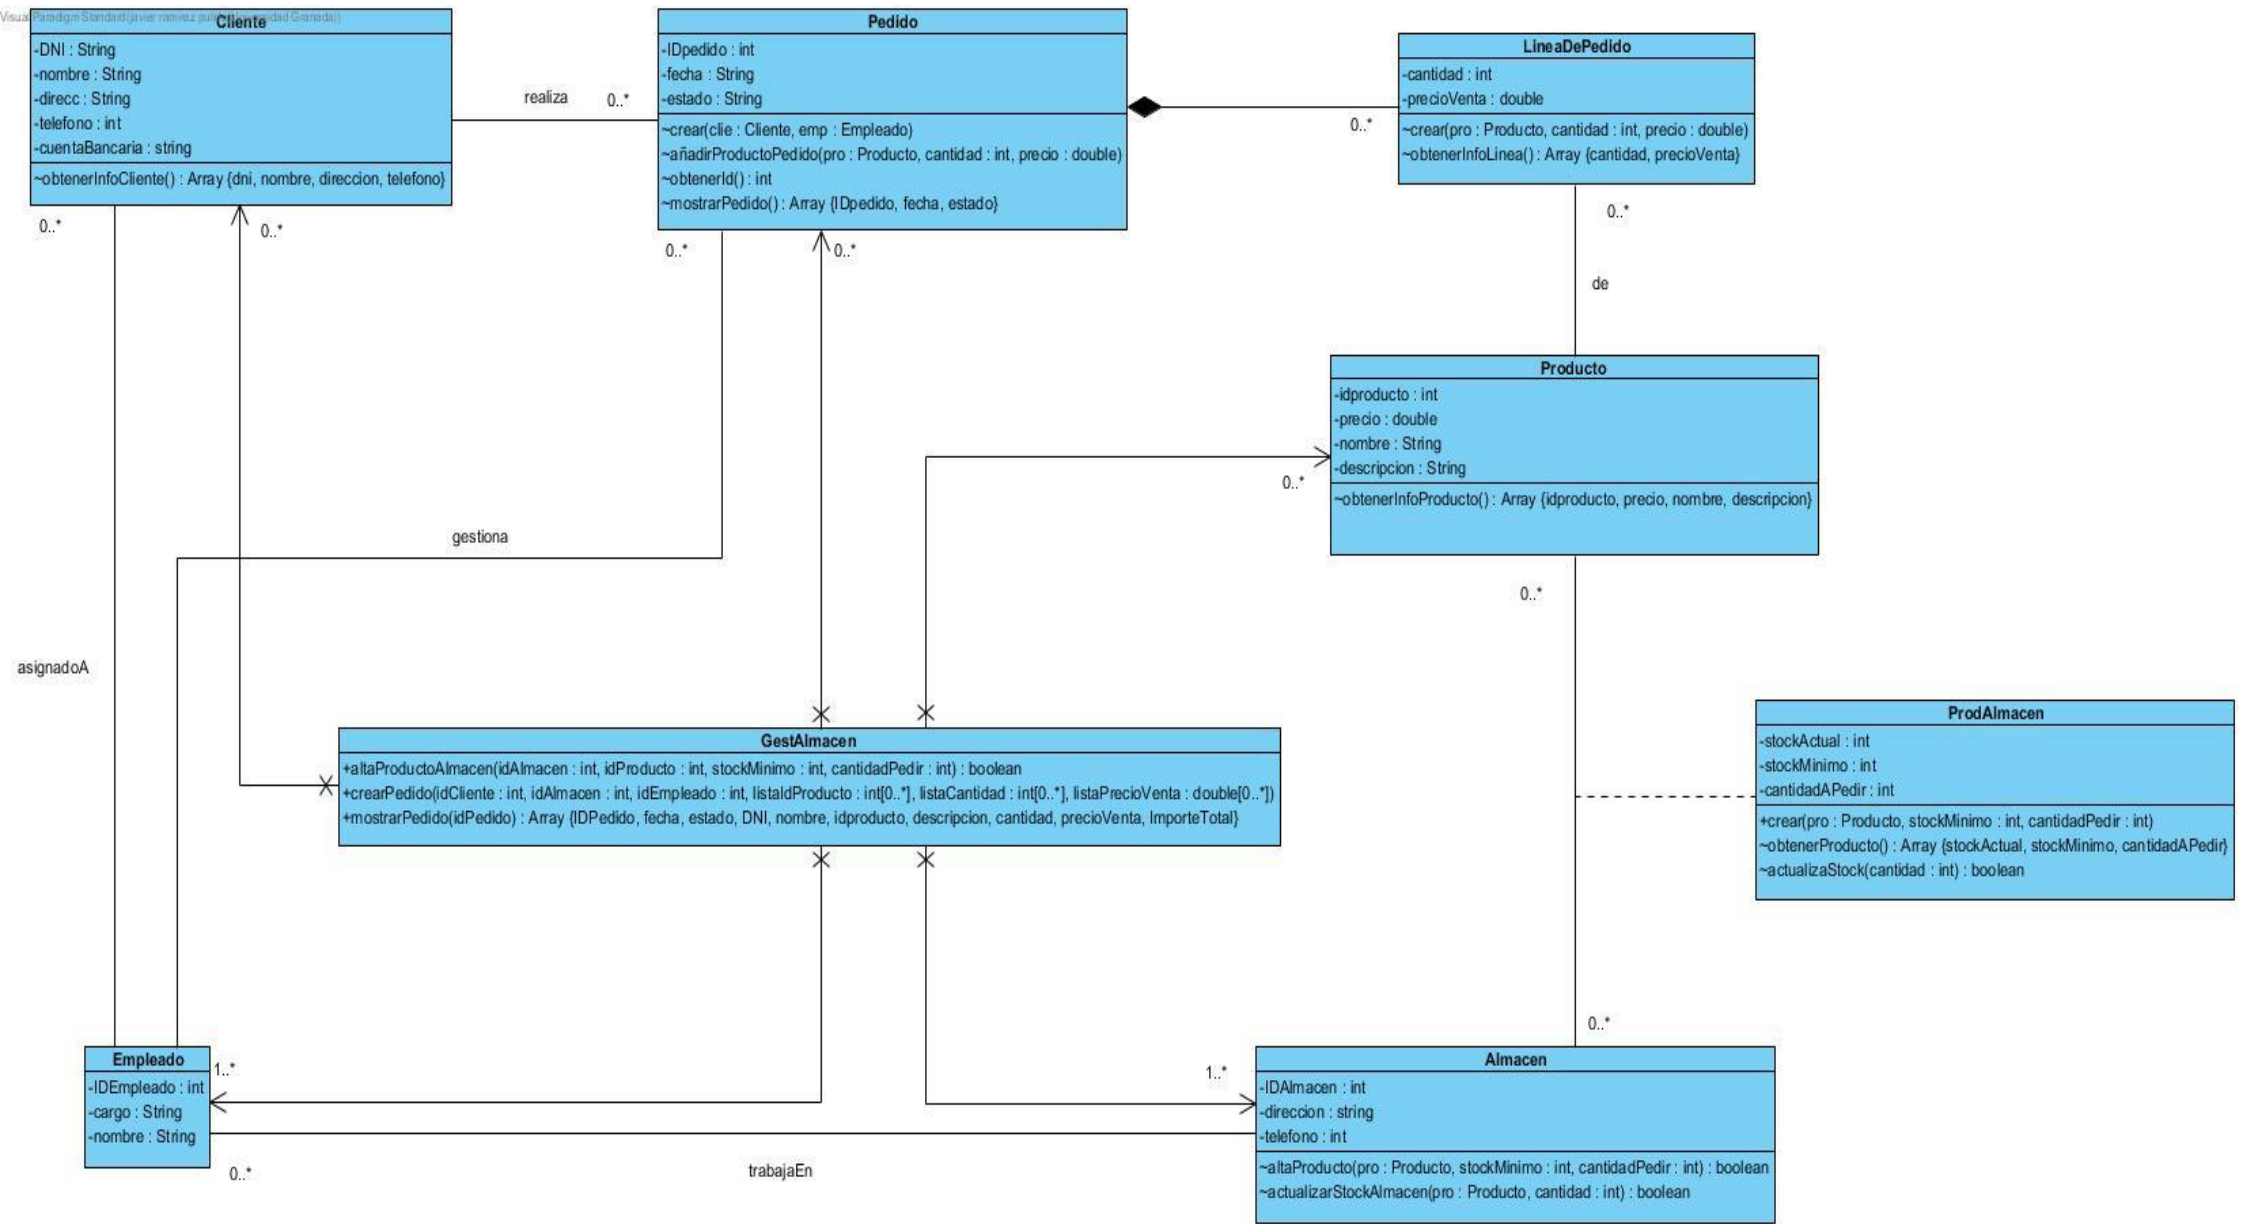 Visual Paradigm Standard(javier ramirez pulido(Universidad Granada))
Cliente
-DNI : String
-nombre : String
-direcc : String
-telefono : int
-cuentaBancaria : string
~obtenerInfoCliente() : Array {dni, nombre, direccion, telefono}
0..*
0..*
realiza
0..*
Pedido
-IDpedido : int
-fecha : String
-estado : String
~crear(clie : Cliente, emp : Empleado)
~añadirProductoPedido(pro : Producto, cantidad : int, precio : double)
~obtenerId() : int
~mostrarPedido() : Array {IDpedido, fecha, estado}
0..*
0..*
0..*
LineaDePedido
-cantidad : int
-precioVenta : double
~crear(pro : Producto, cantidad : int, precio : double)
~obtenerInfoLinea() : Array {cantidad, precioVenta}
0..*
de
Producto
-idproducto : int
-precio : double
-nombre : String
-descripcion : String
~obtenerInfoProducto() : Array {idproducto, precio, nombre, descripcion}
0..*
0..*
gestiona
asignadoA
GestAlmacen
+altaProductoAlmacen(idAlmacen : int, idProducto : int, stockMinimo : int, cantidadPedir : int) : boolean
+crearPedido(idCliente : int, idAlmacen : int, idEmpleado : int, listaIdProducto : int[0..*], listaCantidad : int[0..*], listaPrecioVenta : double[0..*])
+mostrarPedido(idPedido) : Array {IDPedido, fecha, estado, DNI, nombre, idproducto, descripcion, cantidad, precioVenta, ImporteTotal}
ProdAlmacen
-stockActual : int
-stockMinimo : int
-cantidadAPedir : int
+crear(pro : Producto, stockMinimo : int, cantidadPedir : int)
~obtenerProducto() : Array {stockActual, stockMinimo, cantidadAPedir}
~actualizaStock(cantidad : int) : boolean
Empleado
-IDEmpleado : int
-cargo : String
-nombre : String
1..*
0..*
trabajaEn
1..*
0..*
Almacen
-IDAlmacen : int
-direccion : string
-telefono : int
~altaProducto(pro : Producto, stockMinimo : int, cantidadPedir : int) : boolean
~actualizarStockAlmacen(pro : Producto, cantidad : int) : boolean